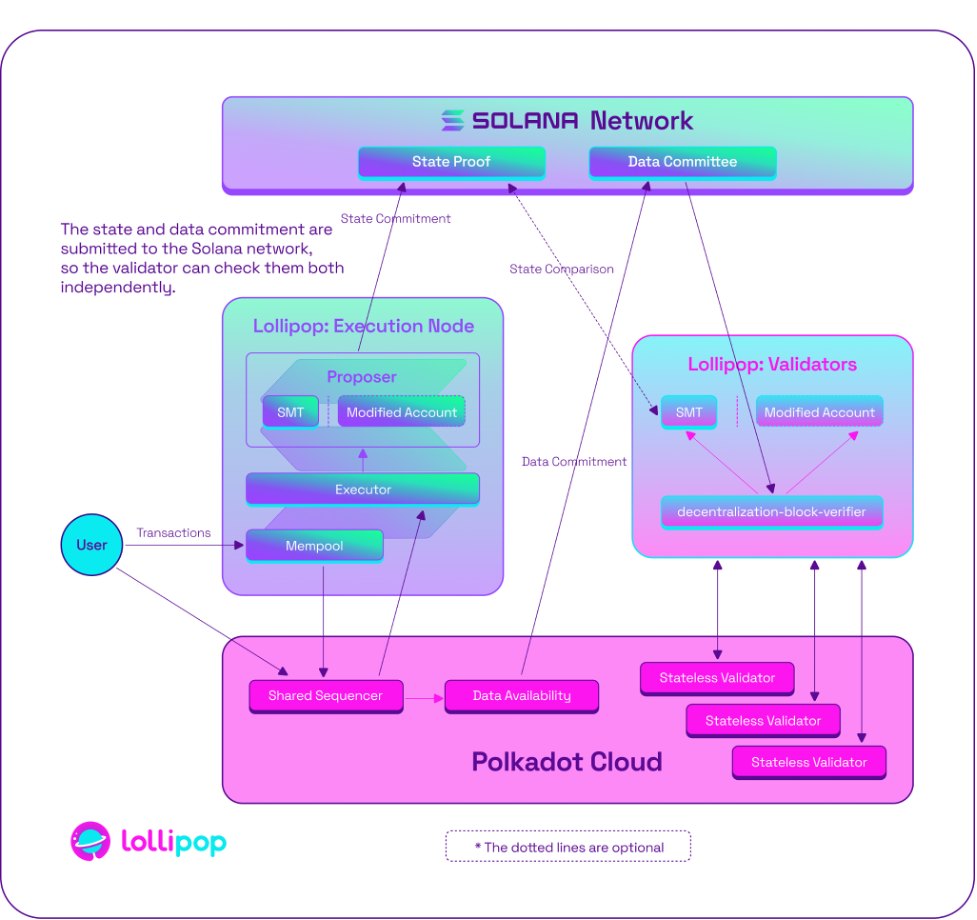 SOLANA Network
State Proof
Data Committee
State Commitment
The state and data commitment are
submitted to the Solana network,
so the validator can check them both
independently.
State Comparison
Lollipop: Execution Node
Proposer
SMT
Modified Account
Executor
Mempool
Lollipop: Validators
SMT
Modified Account
decentralization-block-verifier
Data Commitment
User
Transactions
Shared Sequencer
Data Availability
Stateless Validator
Stateless Validator
Stateless Validator
Polkadot Cloud
lollipop
* The dotted lines are optional